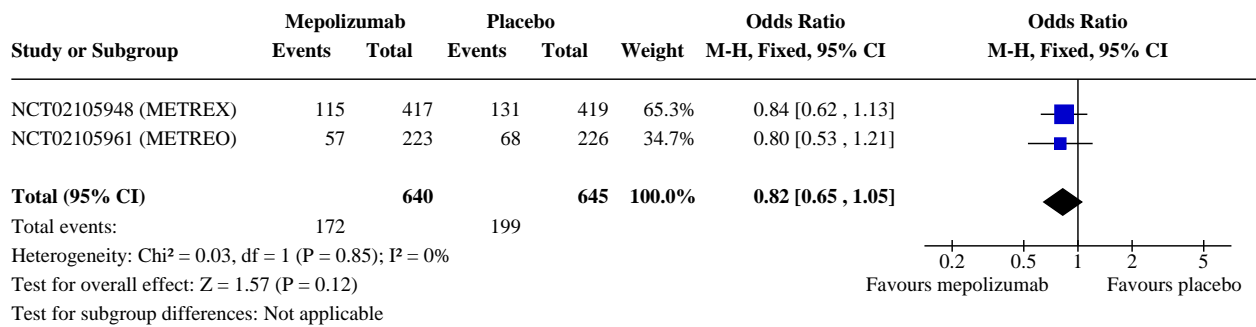 Mepolizumab Placebo Odds Ratio Odds Ratio
Study or Subgroup Events Total Events Total Weight M-H, Fixed, 95% CI M-H, Fixed, 95% CI
NCT02105948 (METREX) 115 417 131 419 65.3% 0.84 [0.62 , 1.13]
NCT02105961 (METREO) 57 223 68 226 34.7% 0.80 [0.53 , 1.21]
Total (95% CI) 640 645 100.0% 0.82 [0.65 , 1.05]
Total events: 172 199
Heterogeneity: Chi² = 0.03, df = 1 (P = 0.85); I² = 0%
0.2 0.5 1 2 5
Test for overall effect: Z = 1.57 (P = 0.12) Favours mepolizumab Favours placebo
Test for subgroup differences: Not applicable